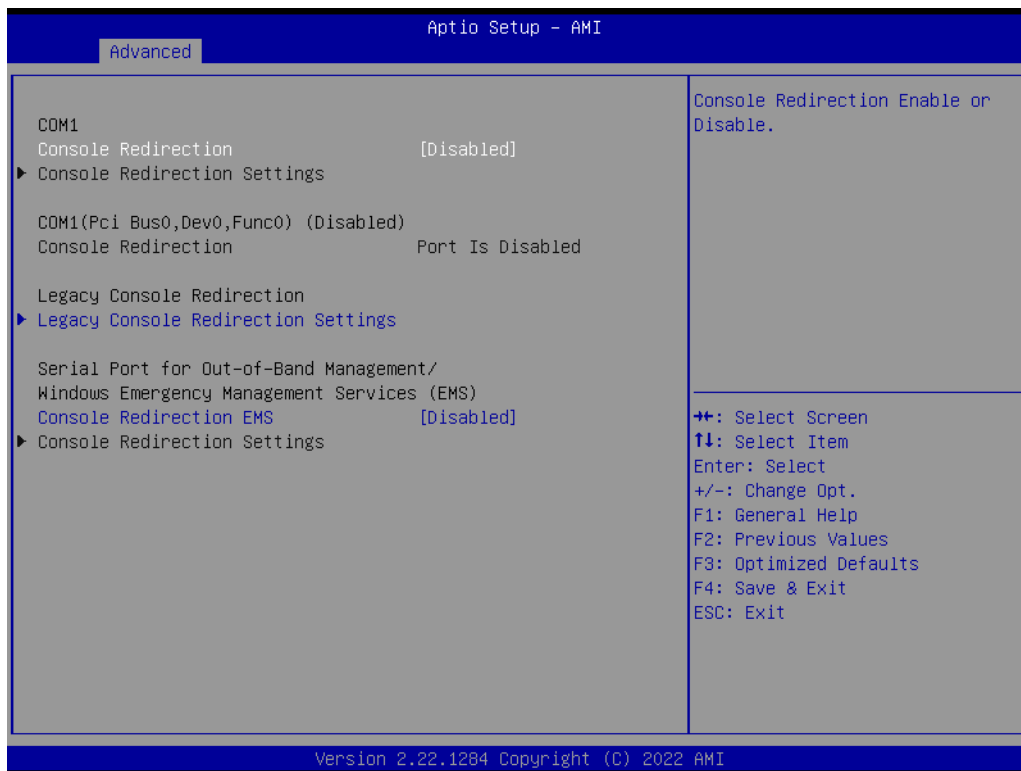 Aptio Setup – AMI
Advanced
COM1
Console Redirection [Disabled]
▶ Console Redirection Settings
COM1(Pci Bus0,Dev0,Func0) (Disabled)
Console Redirection Port Is Disabled
Legacy Console Redirection
▶ Legacy Console Redirection Settings
Serial Port for Out-of-Band Management/
Windows Emergency Management Services (EMS)
Console Redirection EMS [Disabled]
▶ Console Redirection Settings
Console Redirection Enable or
Disable.
→←: Select Screen
↑↓: Select Item
Enter: Select
+/-: Change Opt.
F1: General Help
F2: Previous Values
F3: Optimized Defaults
F4: Save & Exit
ESC: Exit
Version 2.22.1284 Copyright (C) 2022 AMI